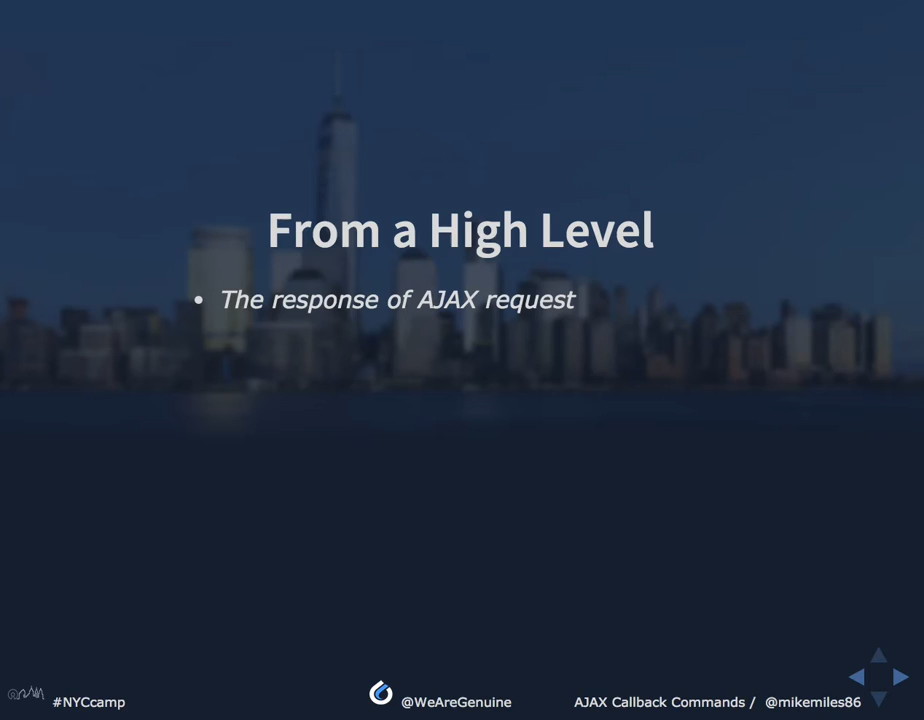 From a High Level
• The response of AJAX request
#NYCcamp
@WeAreGenuine
AJAX Callback Commands / @mikemiles86